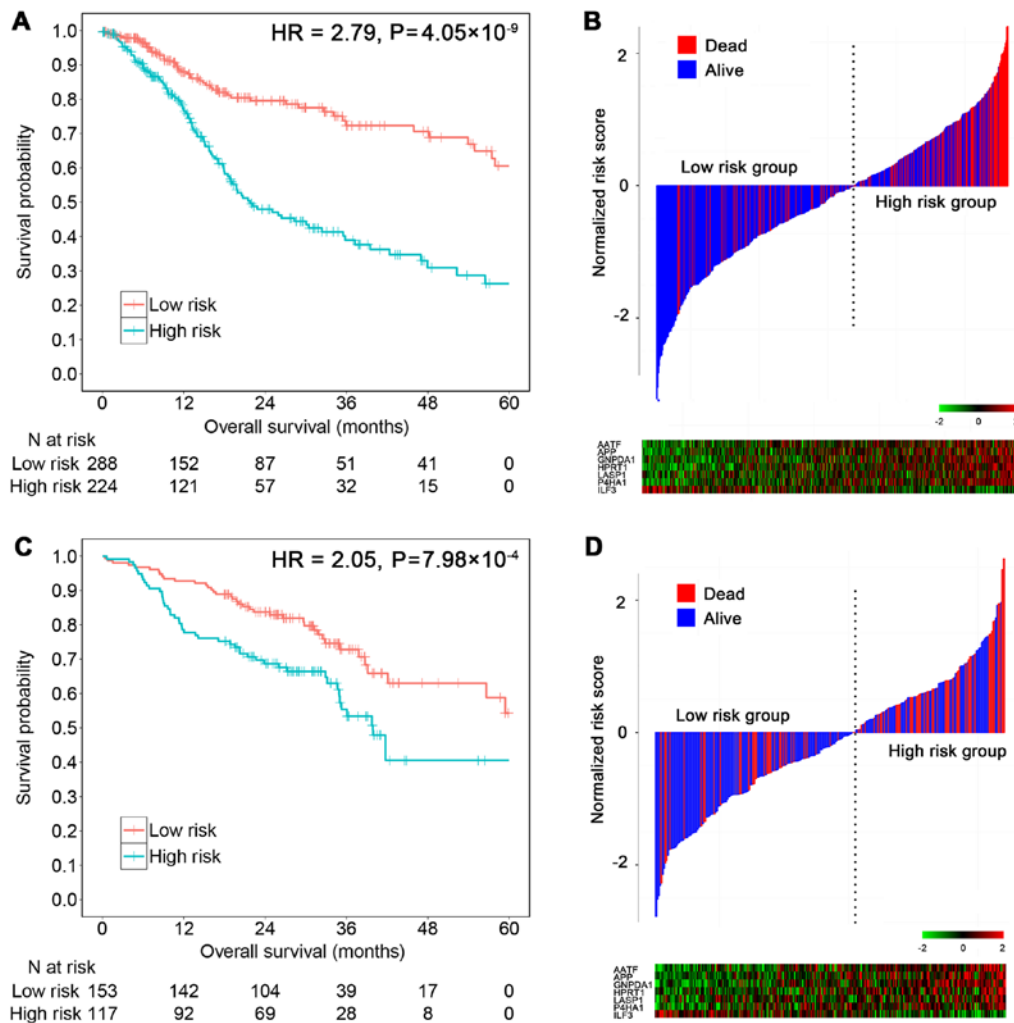 A
HR = 2.79, P=4.05×10-9
Survival probability
1.0
0.9
0.8
0.7
0.6
0.5
0.4
0.3
0.2
0.1
0.0
Low risk
High risk
0 12 24 36 48 60
Overall survival (months)
N at risk
Low risk 288 152 87 51 41 0
High risk 224 121 57 32 15 0
B
Normalized risk score
2
0
-2
Dead
Alive
Low risk group
High risk group
-2 0 2
AATF
APP
GNPDA1
HPRT1
LASP1
P4HA1
ILF3
C
HR = 2.05, P=7.98×10-4
Survival probability
1.0
0.9
0.8
0.7
0.6
0.5
0.4
0.3
0.2
0.1
0.0
Low risk
High risk
0 12 24 36 48 60
Overall survival (months)
N at risk
Low risk 153 142 104 39 17 0
High risk 117 92 69 28 8 0
D
Normalized risk score
2
0
-2
Dead
Alive
Low risk group
High risk group
-2 0 2
AATF
APP
GNPDA1
HPRT1
LASP1
P4HA1
ILF3